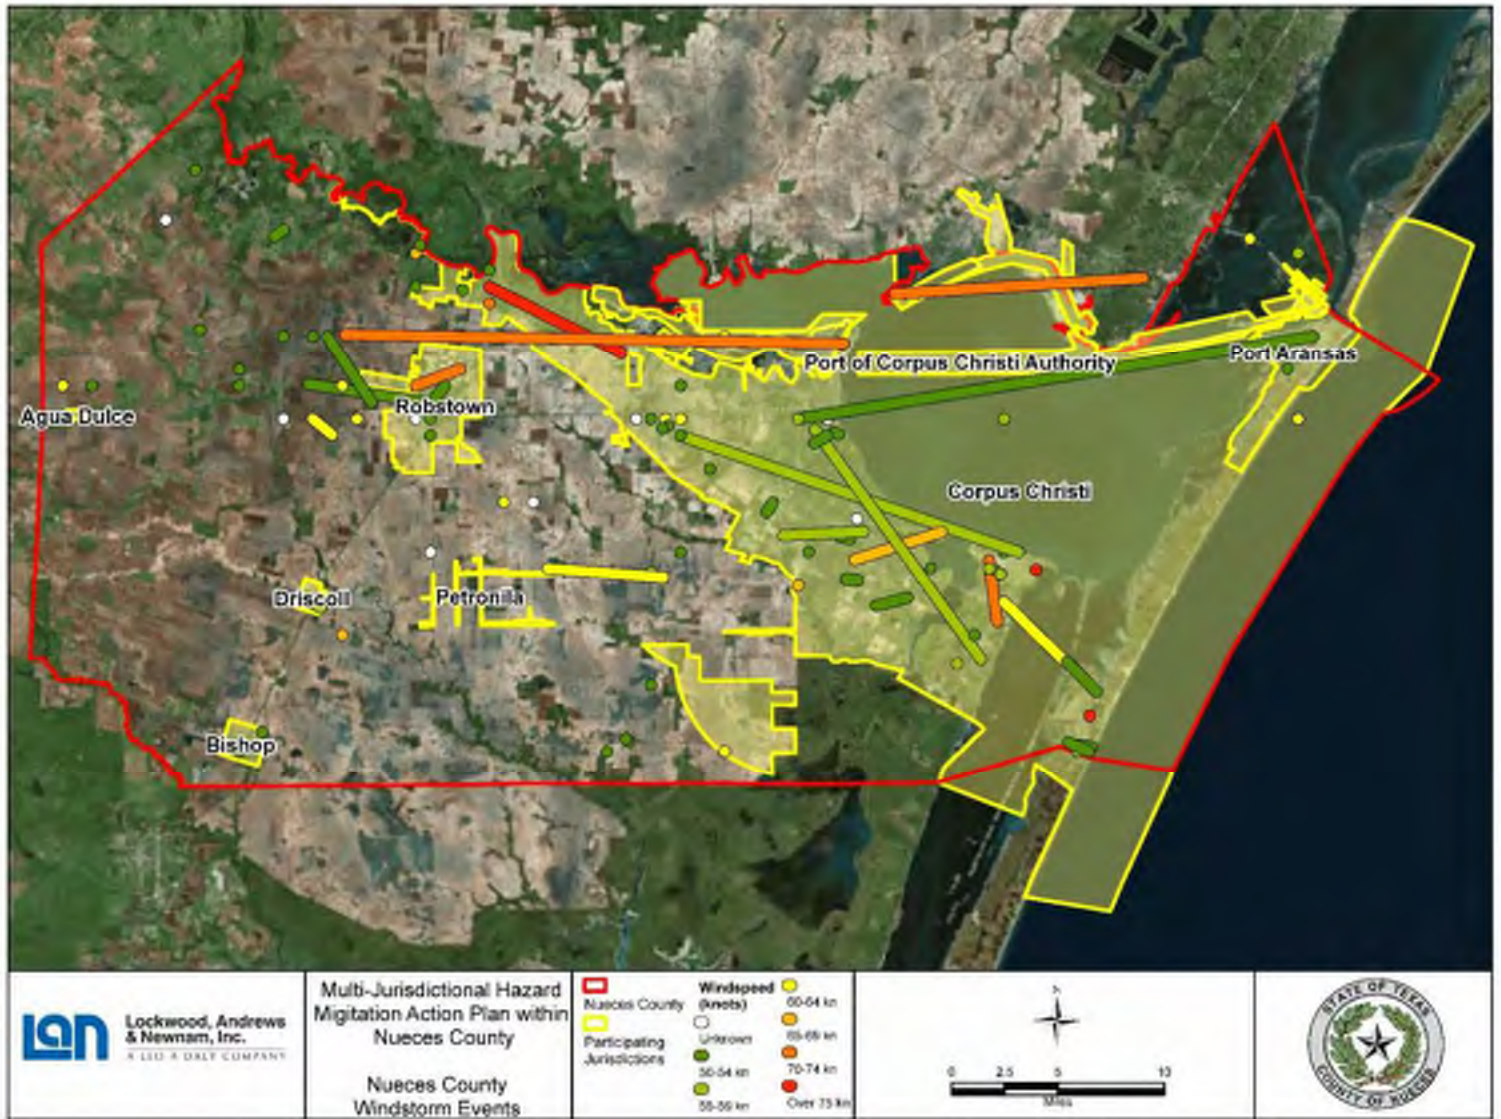 Port of Corpus Christi Authority
Port Aransas
Agua Dulce
Robstown
Corpus Christi
Driscoll
Petronila
Bishop
LAN
Lockwood, Andrews
& Newnam, Inc.
A LEO A DALY COMPANY
Multi-Jurisdictional Hazard
Migitation Action Plan within
Nueces County
Nueces County
Windstorm Events
Nueces County
Participating
Jurisdictions
Windspeed
(knots)
Unknown
50-54 kn
55-59 kn
60-64 kn
65-69 kn
70-74 kn
Over 75 kn
N
0 2.5 5 10
Miles
STATE OF TEXAS
COUNTY OF NUECES